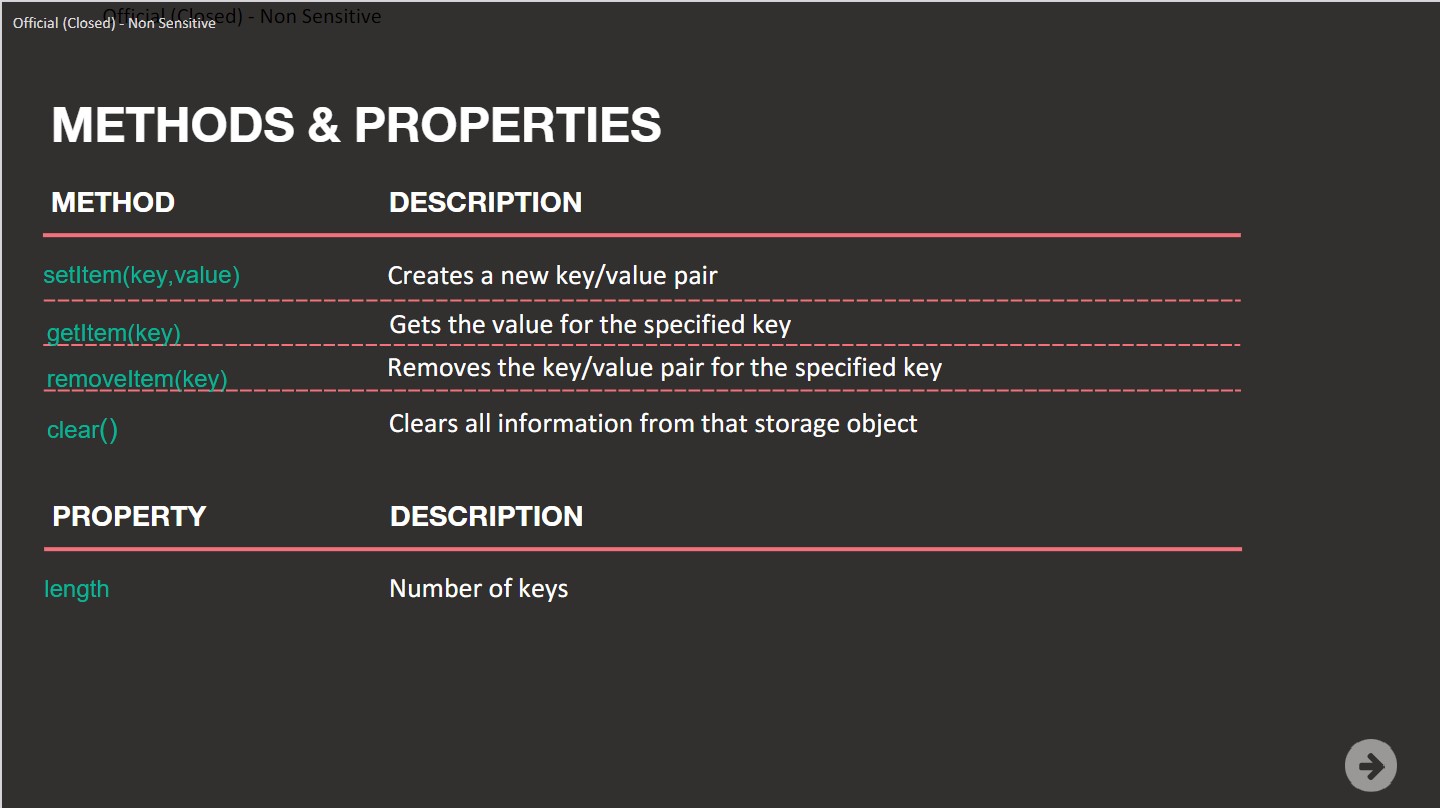 Official (Closed) - Non Sensitive
Official (Closed) - Non Sensitive
METHODS & PROPERTIES
METHOD DESCRIPTION
setItem(key,value) Creates a new key/value pair
getItem(key) Gets the value for the specified key
removeItem(key) Removes the key/value pair for the specified key
clear() Clears all information from that storage object
PROPERTY DESCRIPTION
length Number of keys